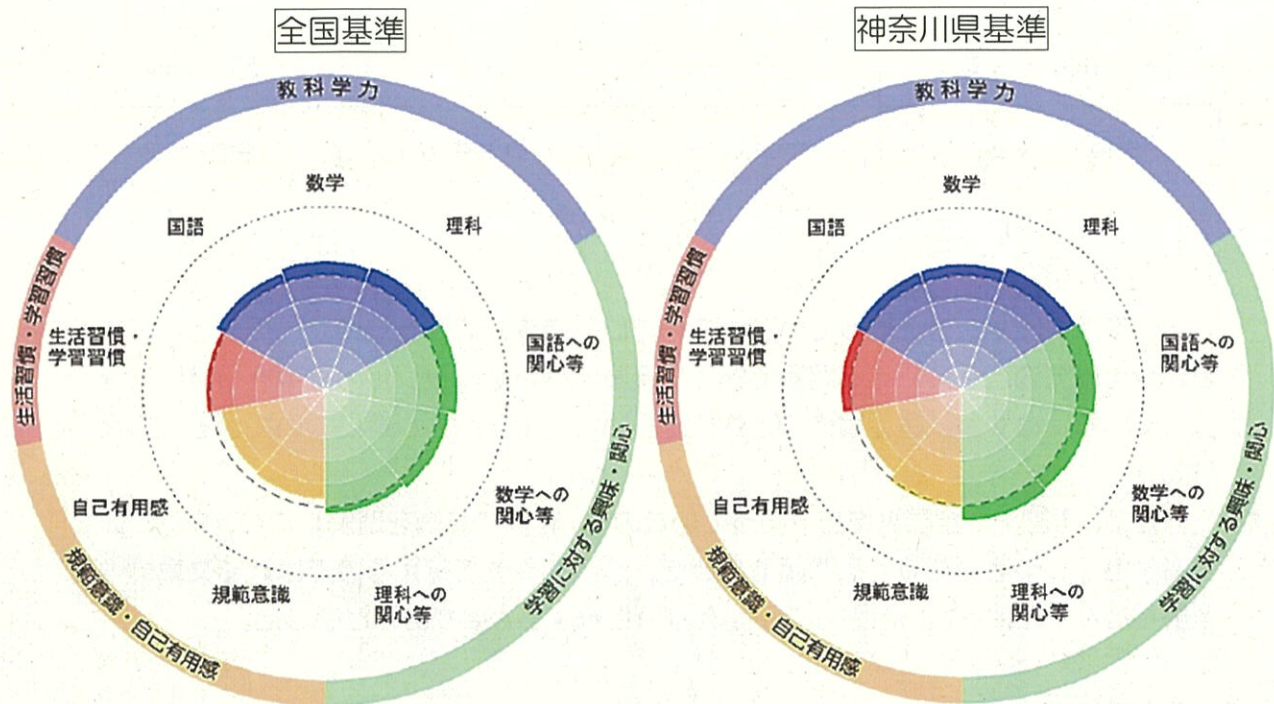 全国基準
教科学力
数学
国語
理科
生活習慣・学習習慣
生活習慣・
学習習慣
国語への
関心等
自己有用感
数学への
関心等
規範意識
理科への
関心等
学習に対する興味・関心
規範意識・自己有用感
神奈川県基準
教科学力
数学
国語
理科
生活習慣・学習習慣
生活習慣・
学習習慣
国語への
関心等
自己有用感
数学への
関心等
規範意識
理科への
関心等
学習に対する興味・関心
規範意識・自己有用感